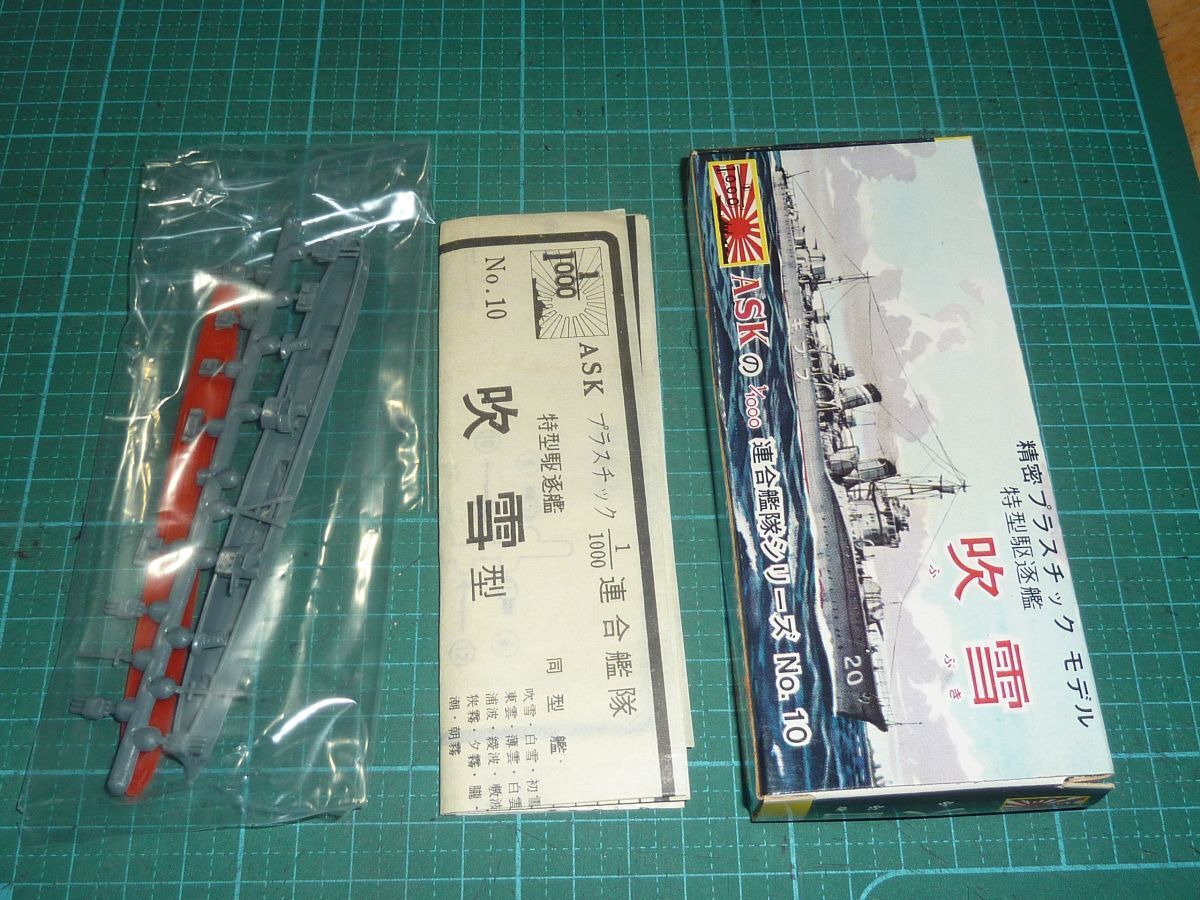 1
1000
No.10
ASK プラスチック 1/1000 連合艦隊
特型駆逐艦
吹雪型
同型艦・
吹雪・白雪・初雪
東雲・薄雲・白雲
浦波・綾波・敷波
狭霧・夕霧・朧・
潮・朝霧
1000
ASKの 1/1000 連合艦隊シリーズ No.10
精密プラスチック モデル
特型駆逐艦
吹雪
ふ ぶき
20